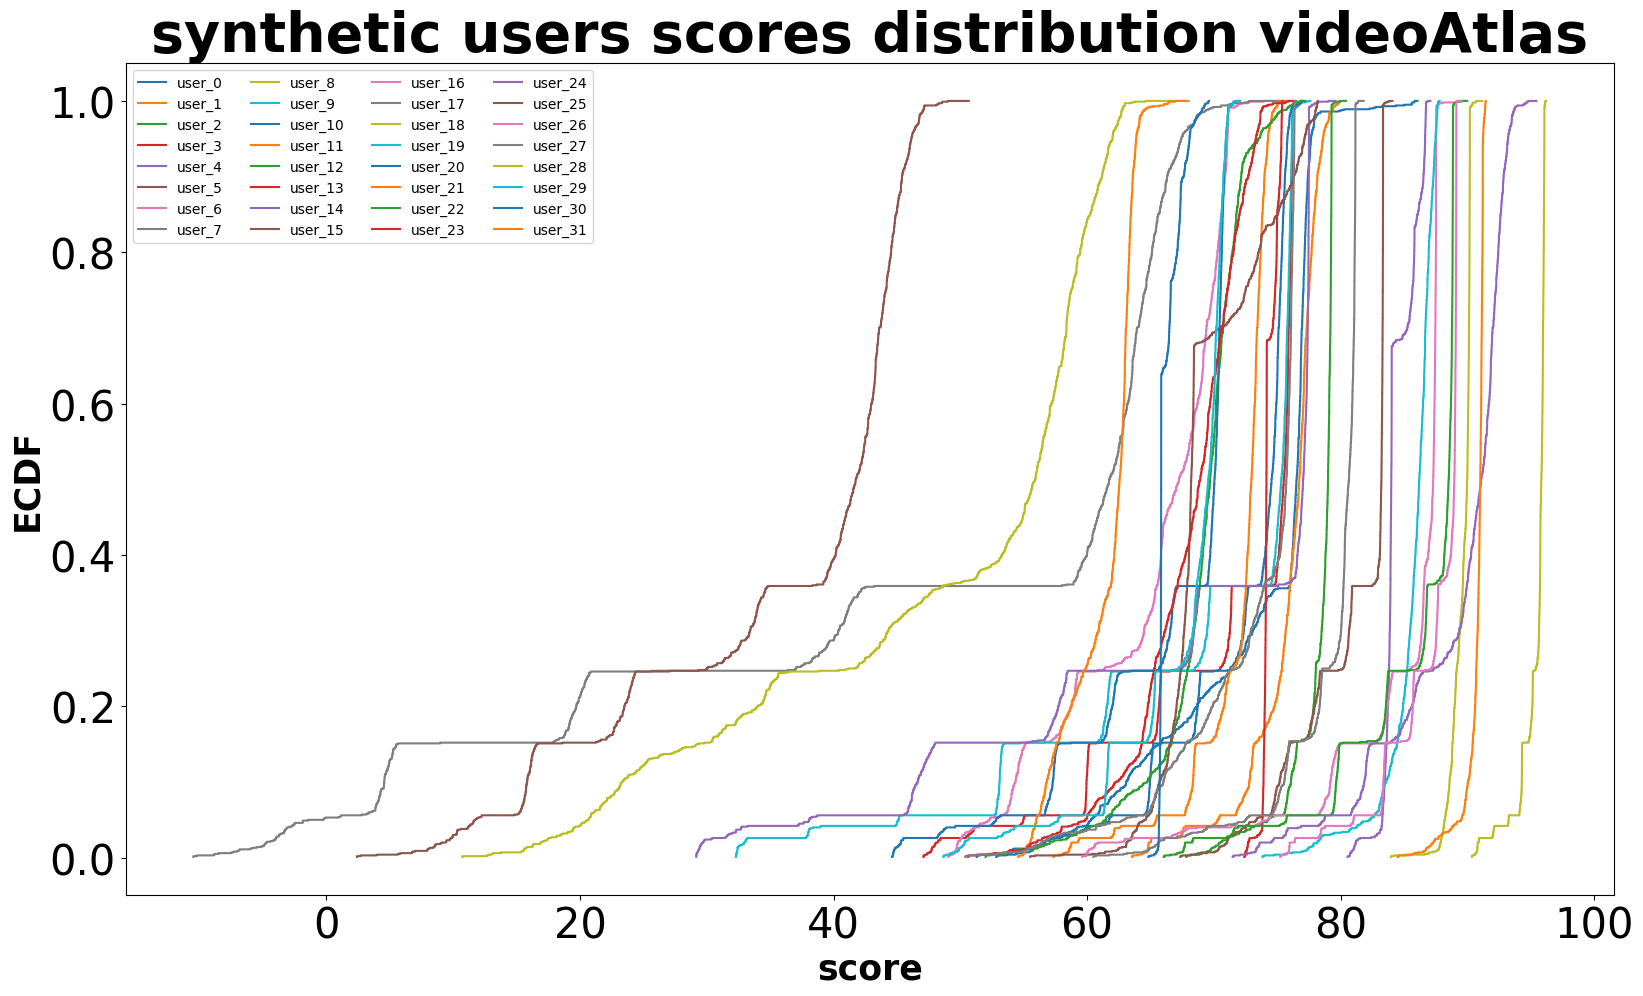 synthetic users scores distribution videoAtlas
user_0 user_8 user_16 user_24
user_1 user_9 user_17 user_25
user_2 user_10 user_18 user_26
user_3 user_11 user_19 user_27
user_4 user_12 user_20 user_28
user_5 user_13 user_21 user_29
user_6 user_14 user_22 user_30
user_7 user_15 user_23 user_31
ECDF
1.0
0.8
0.6
0.4
0.2
0.0
0 20 40 60 80 100
score